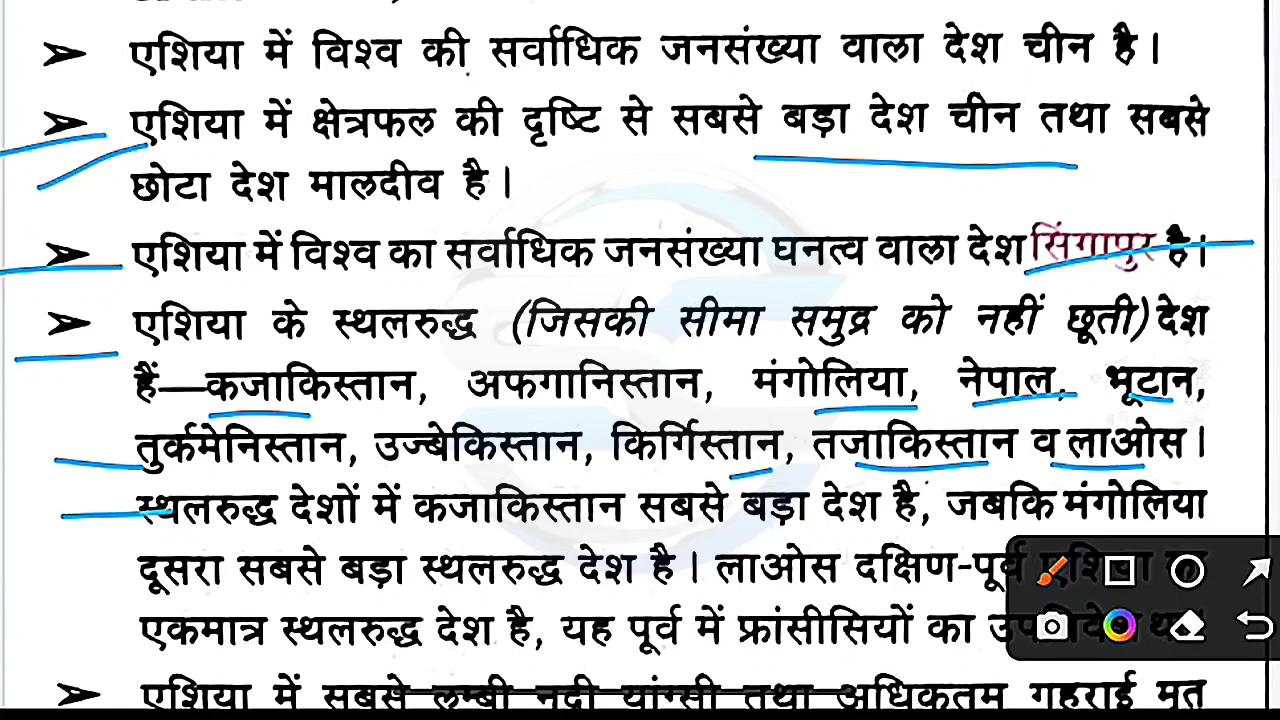 ➢ एशिया में विश्व की सर्वाधिक जनसंख्या वाला देश चीन है।
➢ एशिया में क्षेत्रफल की दृष्टि से सबसे बड़ा देश चीन तथा सबसे
छोटा देश मालदीव है।
➢ एशिया में विश्व का सर्वाधिक जनसंख्या घनत्व वाला देश सिंगापुर है।
➢ एशिया के स्थलरुद्ध (जिसकी सीमा समुद्र को नहीं छूती) देश
हैं—कजाकिस्तान, अफगानिस्तान, मंगोलिया, नेपाल, भूटान,
तुर्कमेनिस्तान, उज्बेकिस्तान, किर्गिस्तान, तजाकिस्तान व लाओस।
स्थलरुद्ध देशों में कजाकिस्तान सबसे बड़ा देश है, जबकि मंगोलिया
दूसरा सबसे बड़ा स्थलरुद्ध देश है। लाओस दक्षिण-पूर्व एशिया
एकमात्र स्थलरुद्ध देश है, यह पूर्व में फ्रांसीसियों का
➢ एशिया में सबसे लम्बी नदी यांग्सी तथा अधिकतम गहराई मृत